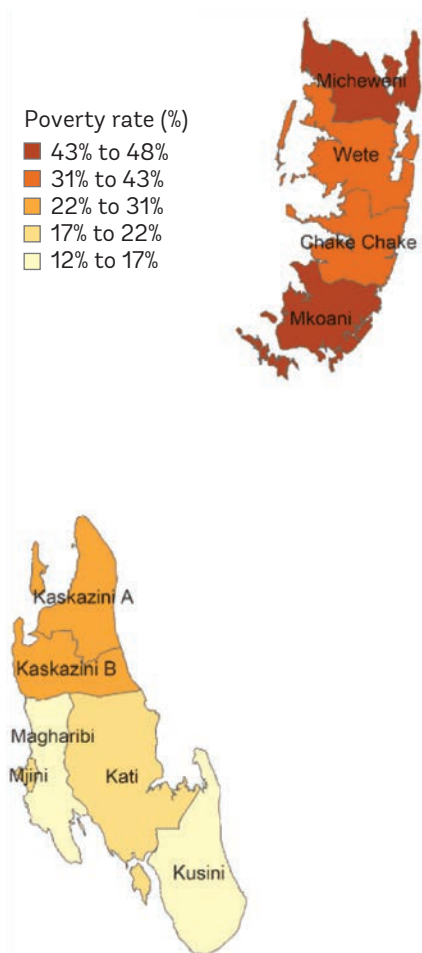 Poverty rate (%)
43% to 48%
31% to 43%
22% to 31%
17% to 22%
12% to 17%
Micheweni
Wete
Chake Chake
Mkoani
Kaskazini A
Kaskazini B
Magharibi
Mjini
Kati
Kusini